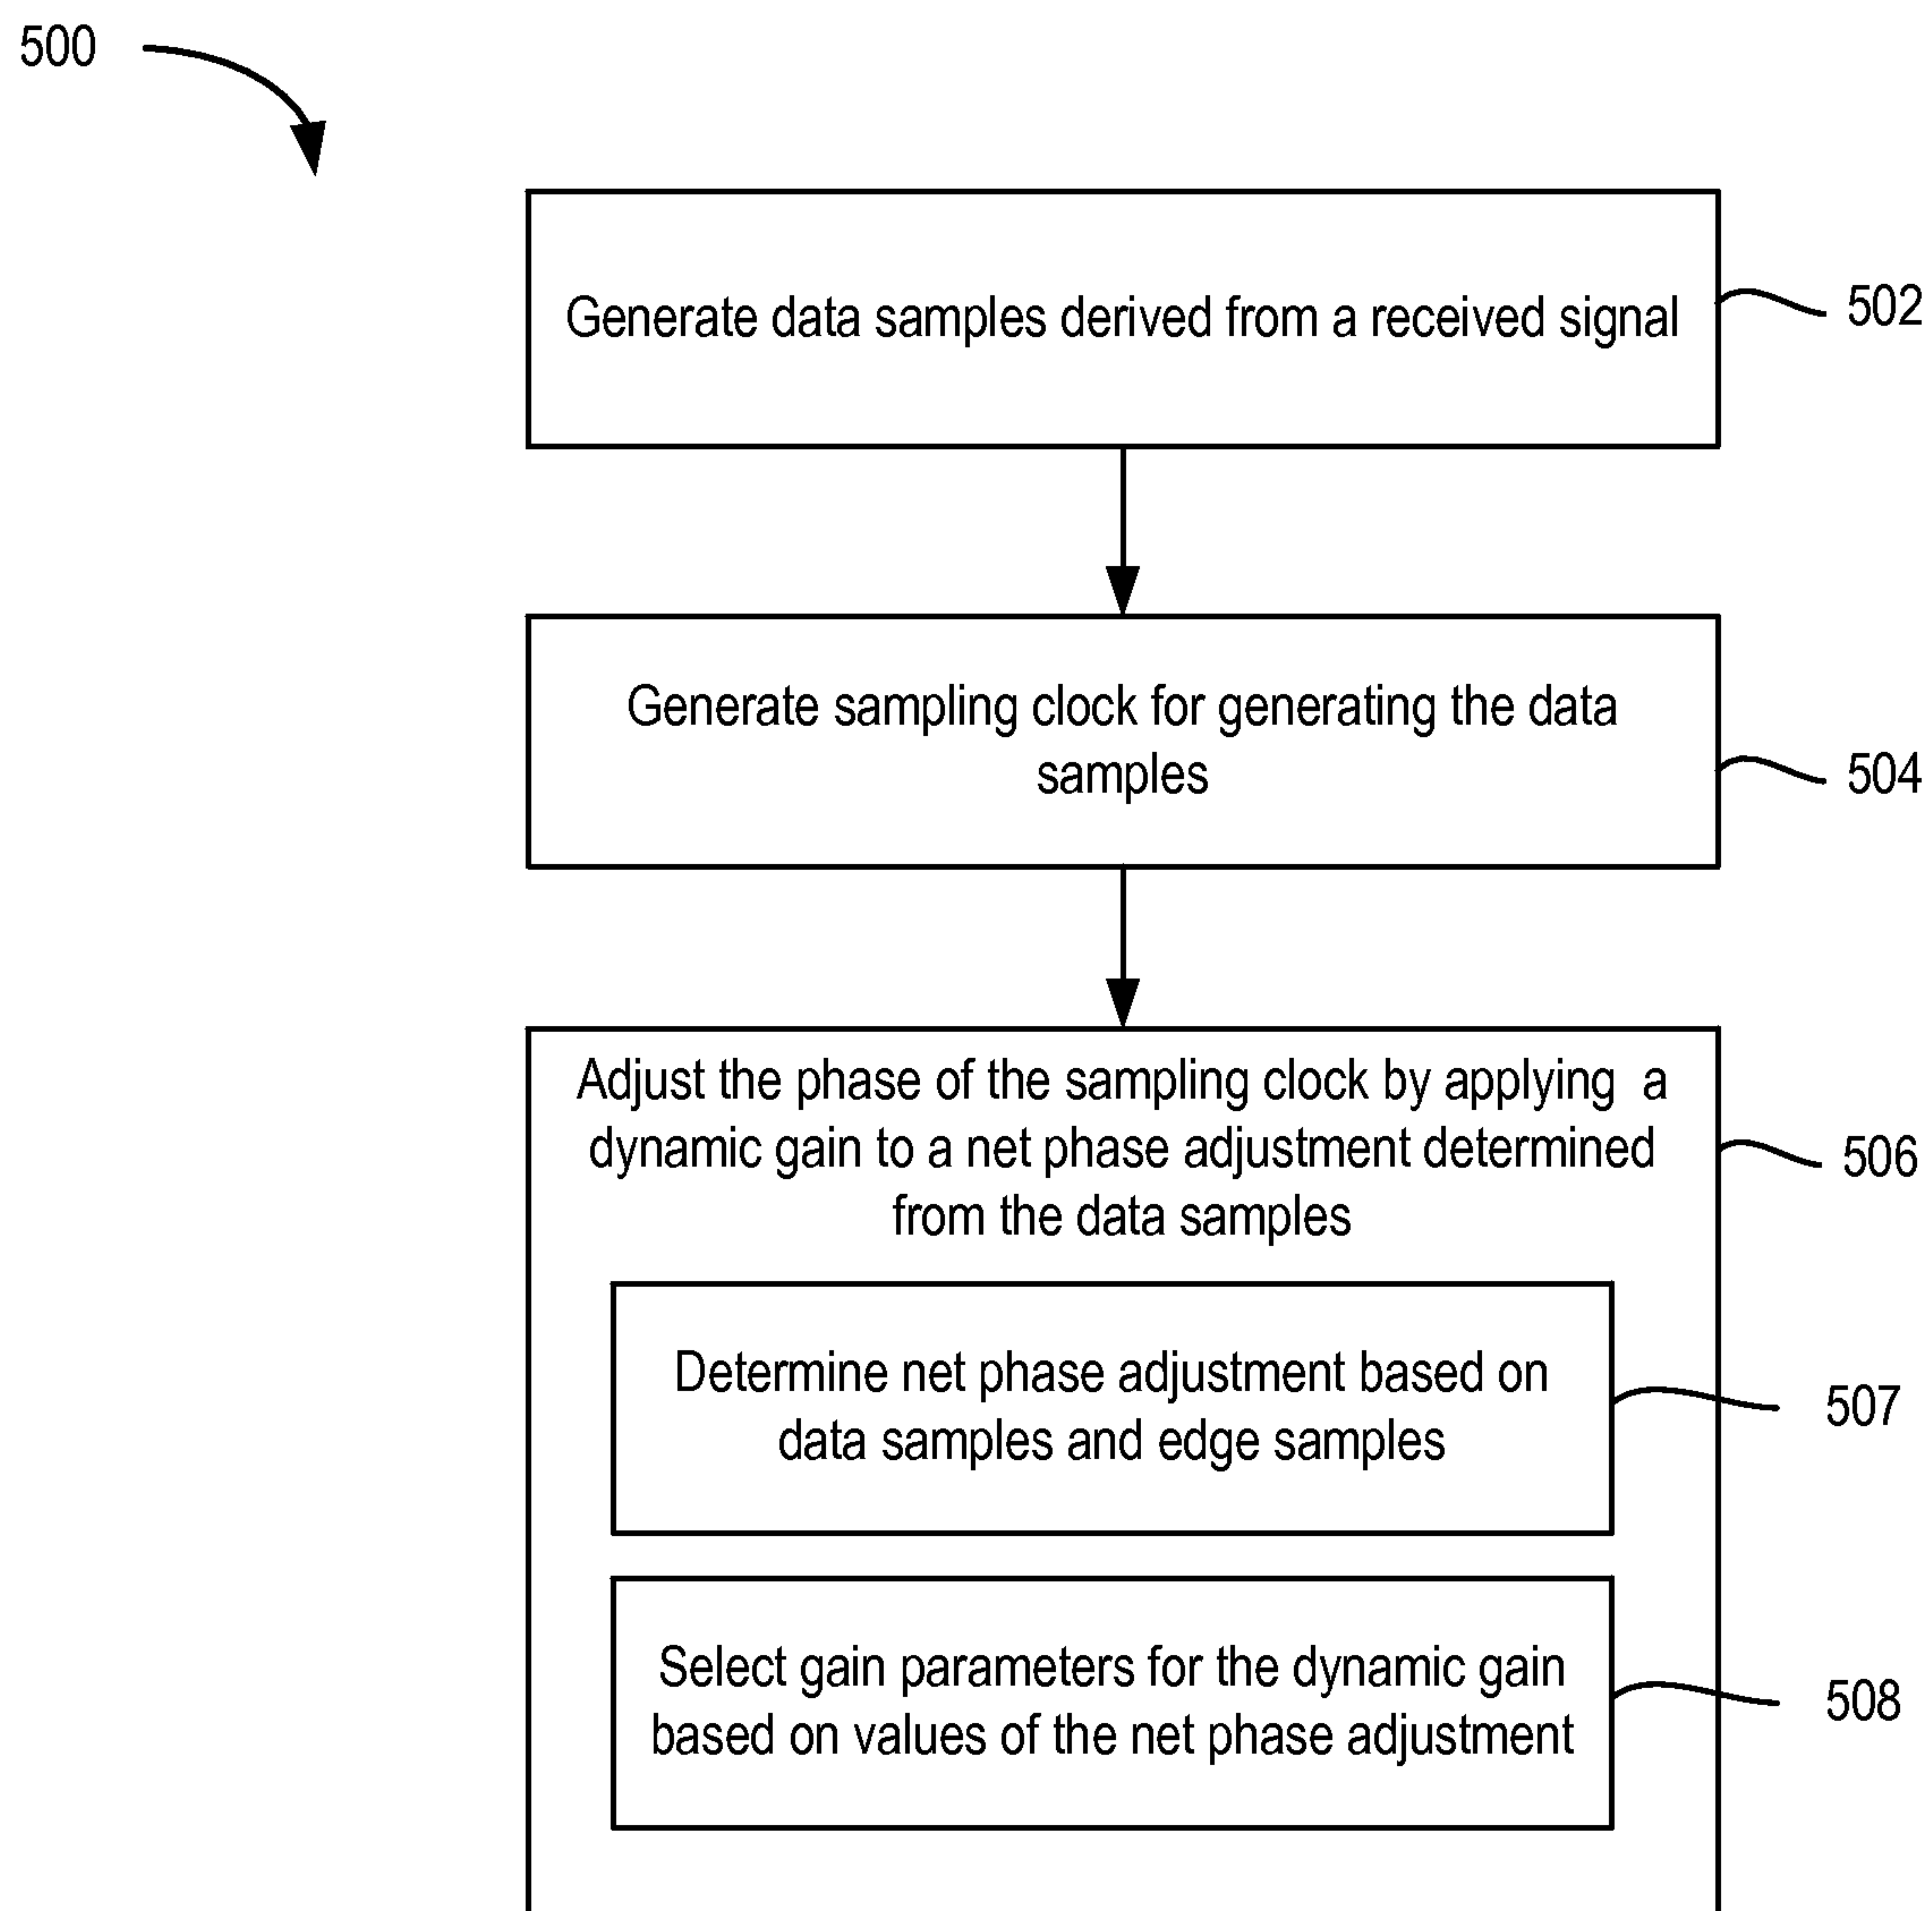 500
Generate data samples derived from a received signal
502
Generate sampling clock for generating the data
samples
504
Adjust the phase of the sampling clock by applying a
dynamic gain to a net phase adjustment determined
from the data samples
506
Determine net phase adjustment based on
data samples and edge samples
507
Select gain parameters for the dynamic gain
based on values of the net phase adjustment
508